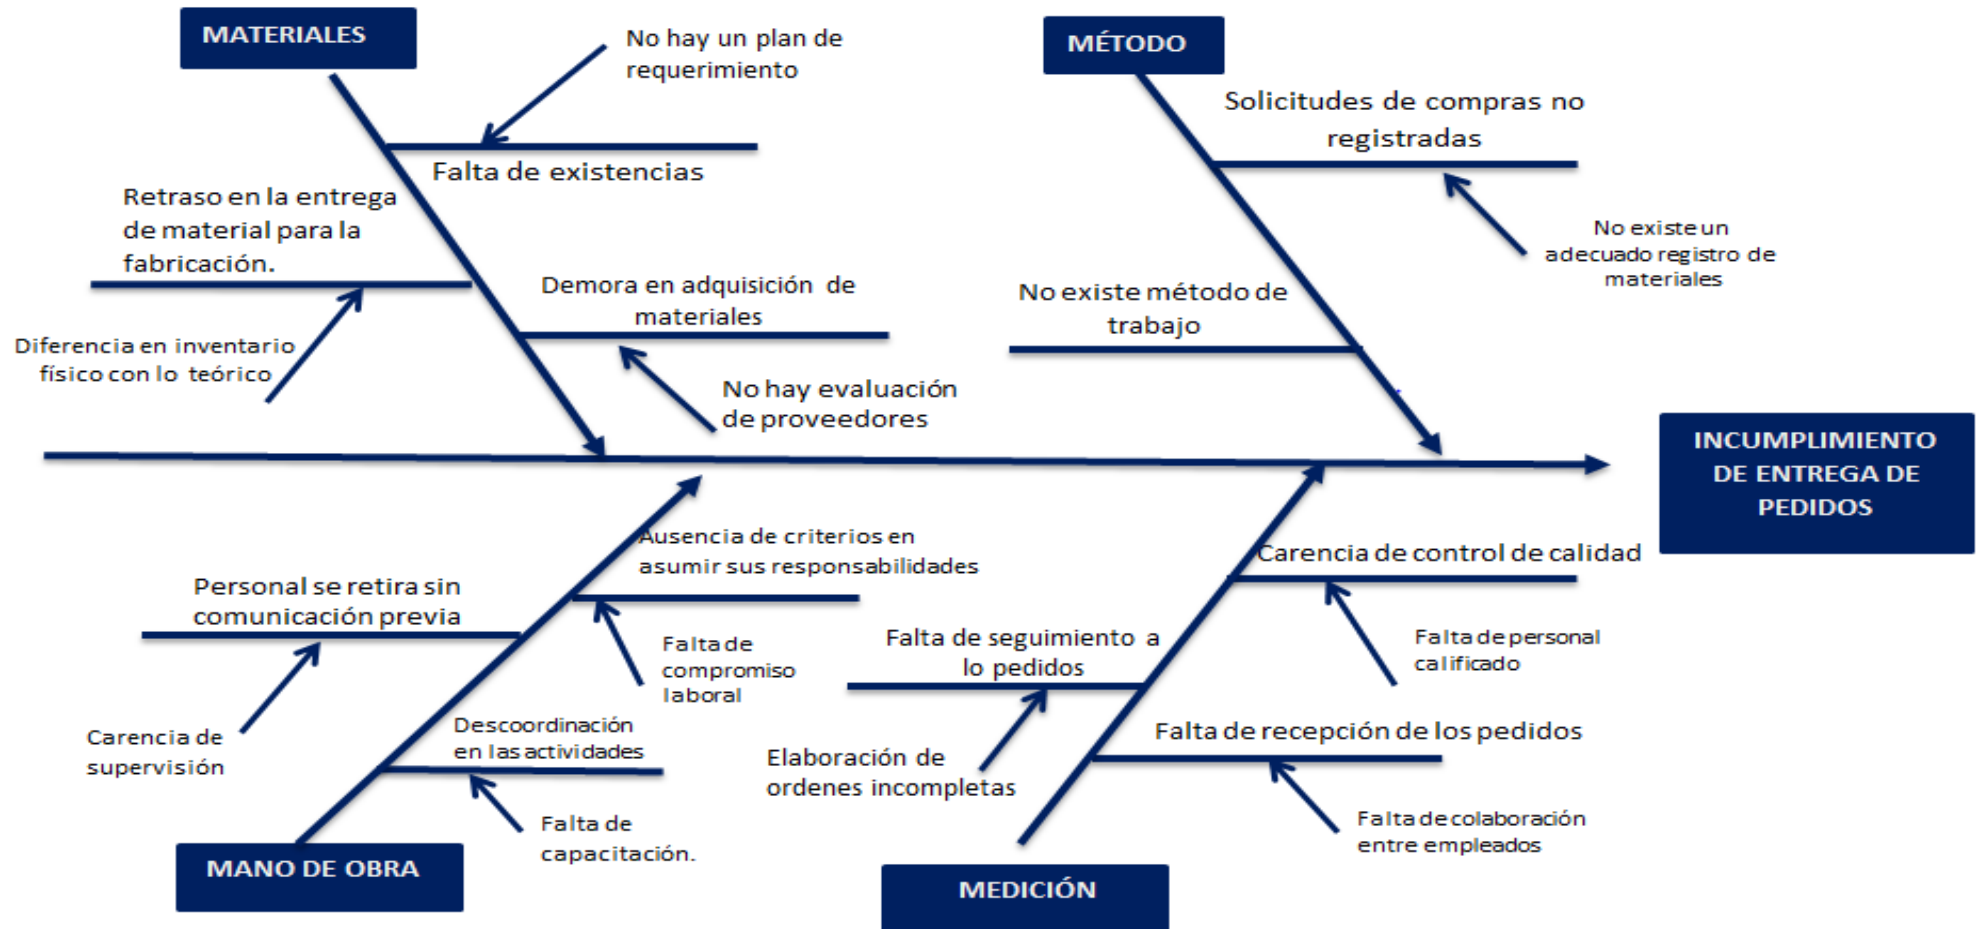 MATERIALES
No hay un plan de
requerimiento
Falta de existencias
Retraso en la entrega
de material para la
fabricación.
Diferencia en inventario
físico con lo teórico
Demora en adquisición de
materiales
No hay evaluación
de proveedores
MÉTODO
Solicitudes de compras no
registradas
No existe un
adecuado registro de
materiales
No existe método de
trabajo
INCUMPLIMIENTO
DE ENTREGA DE
PEDIDOS
Ausencia de criterios en
asumir sus responsabilidades
Personal se retira sin
comunicación previa
Falta de
compromiso
laboral
Carencia de
supervisión
Descoordinación
en las actividades
Falta de
capacitación.
MANO DE OBRA
Carencia de control de calidad
Falta de personal
calificado
Falta de seguimiento a
lo pedidos
Elaboración de
ordenes incompletas
Falta de recepción de los pedidos
Falta de colaboración
entre empleados
MEDICIÓN